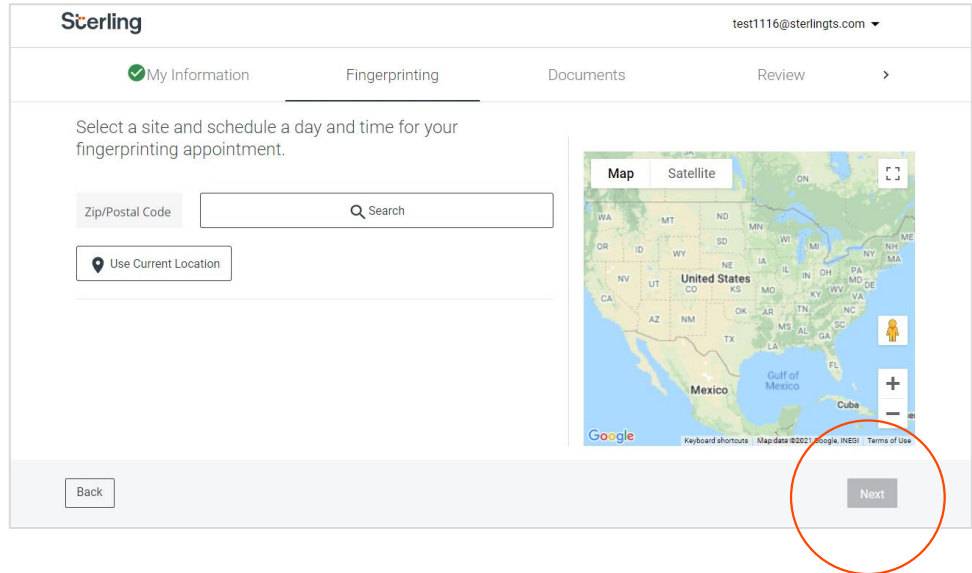 Sterling
test1116@sterlingts.com
My Information Fingerprinting Documents Review
Select a site and schedule a day and time for your
fingerprinting appointment.
Zip/Postal Code Search
Use Current Location
Map Satellite
ON
WA MT ND MN
OR ID SD WI MI NH ME
WY NY MA
NE IA
NV UT United States IL IN OH PA
CO KS MO WV MD DE
CA KY VA
OK AR TN NC
AZ NM MS AL SC
TX GA
LA
FL
Gulf of
Mexico
Mexico
Cuba
Google
Keyboard shortcuts Map data ©2021 Google, INEGI Terms of Use
Back Next